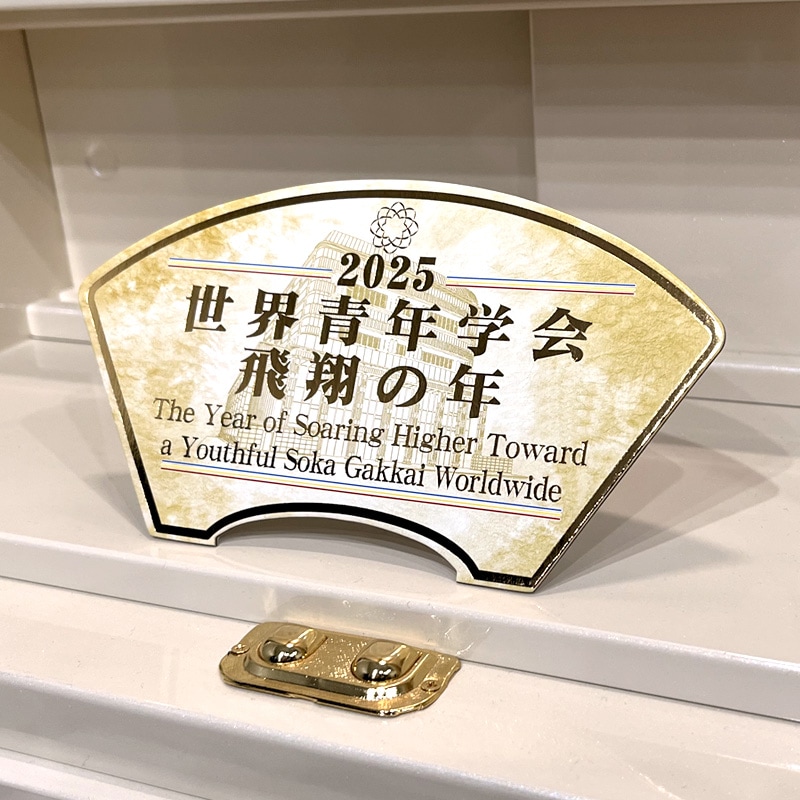 2025
世界青年学会
飛翔の年
The Year of Soaring Higher Toward
a Youthful Soka Gakkai Worldwide